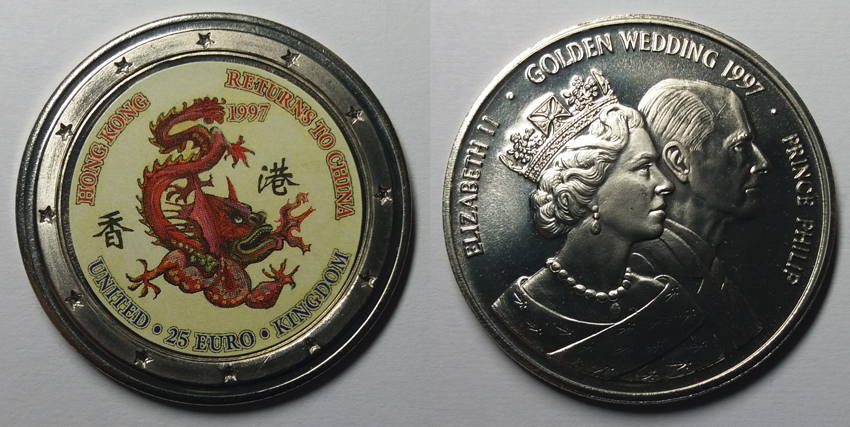 HONG KONG RETURNS TO CHINA
1997
香 港
UNITED • 25 EURO • KINGDOM
ELIZABETH II • GOLDEN WEDDING 1997 • PRINCE PHILIP